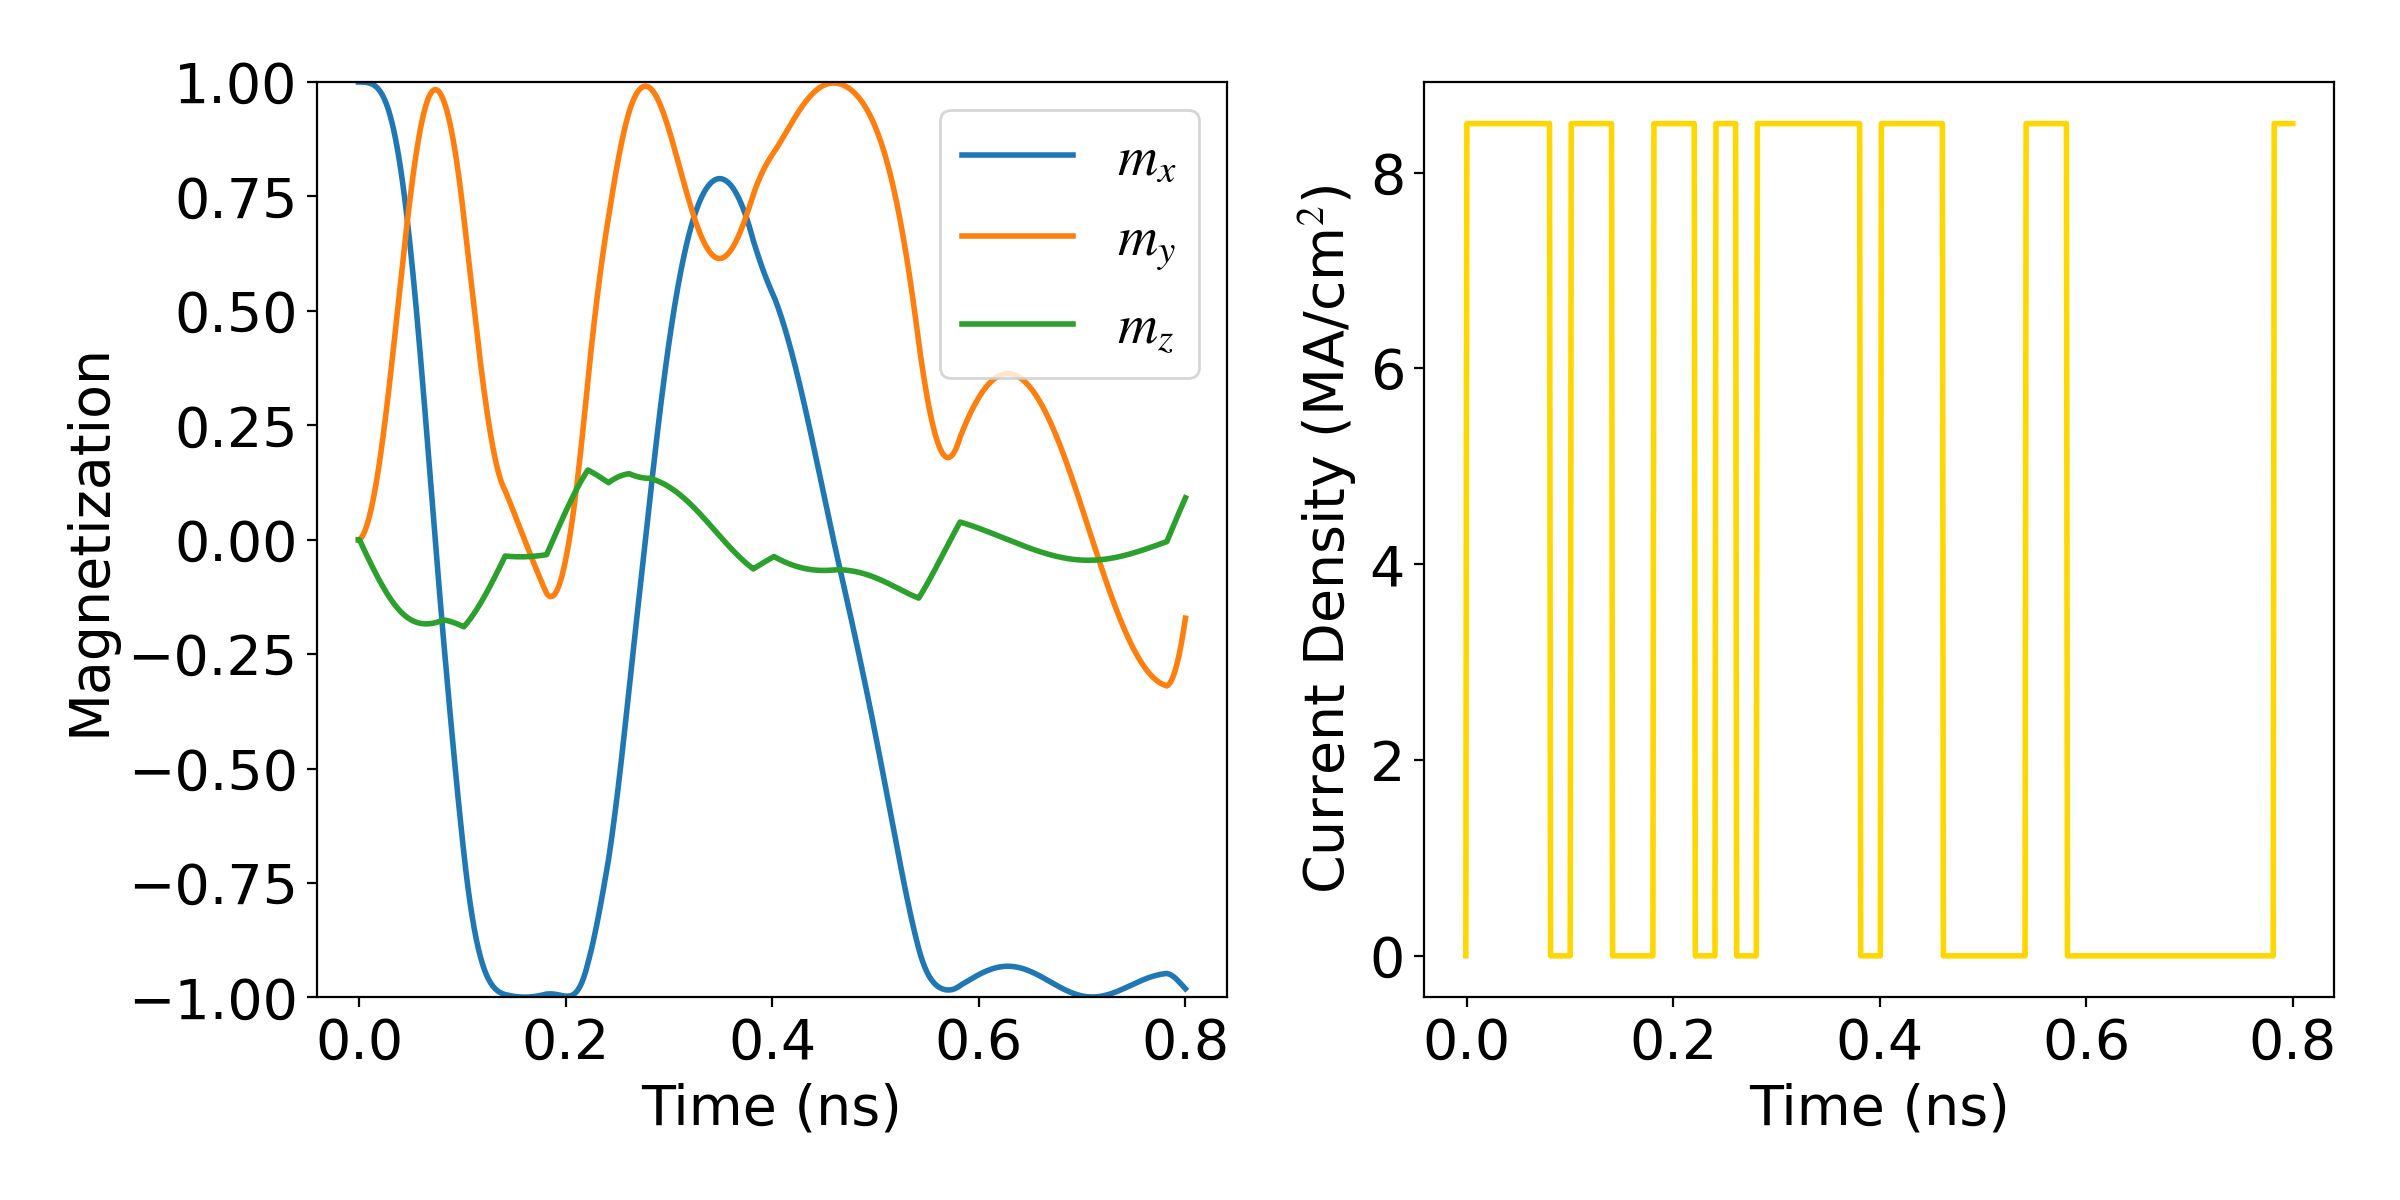 1.00
0.75
0.50
0.25
0.00
−0.25
−0.50
−0.75
−1.00
Magnetization
0.0 0.2 0.4 0.6 0.8
Time (ns)
m_x
m_y
m_z
8
6
4
2
0
Current Density (MA/cm²)
0.0 0.2 0.4 0.6 0.8
Time (ns)